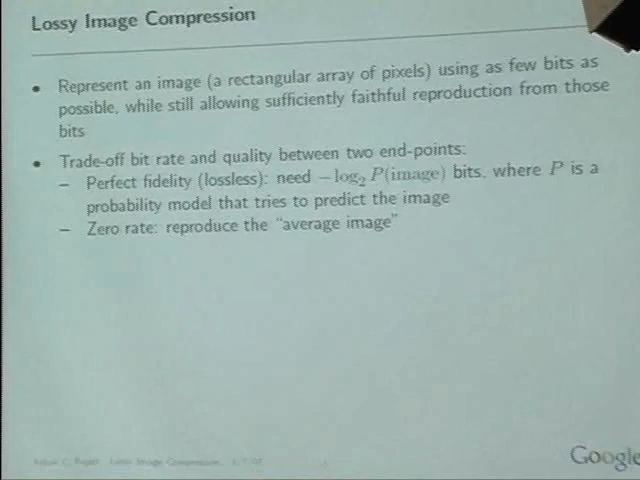 Lossy Image Compression
• Represent an image (a rectangular array of pixels) using as few bits as
possible, while still allowing sufficiently faithful reproduction from those
bits
• Trade-off bit rate and quality between two end-points:
– Perfect fidelity (lossless): need −log₂ P(image) bits, where P is a
probability model that tries to predict the image
– Zero rate: reproduce the “average image”
Lossy Image Compression,
Google